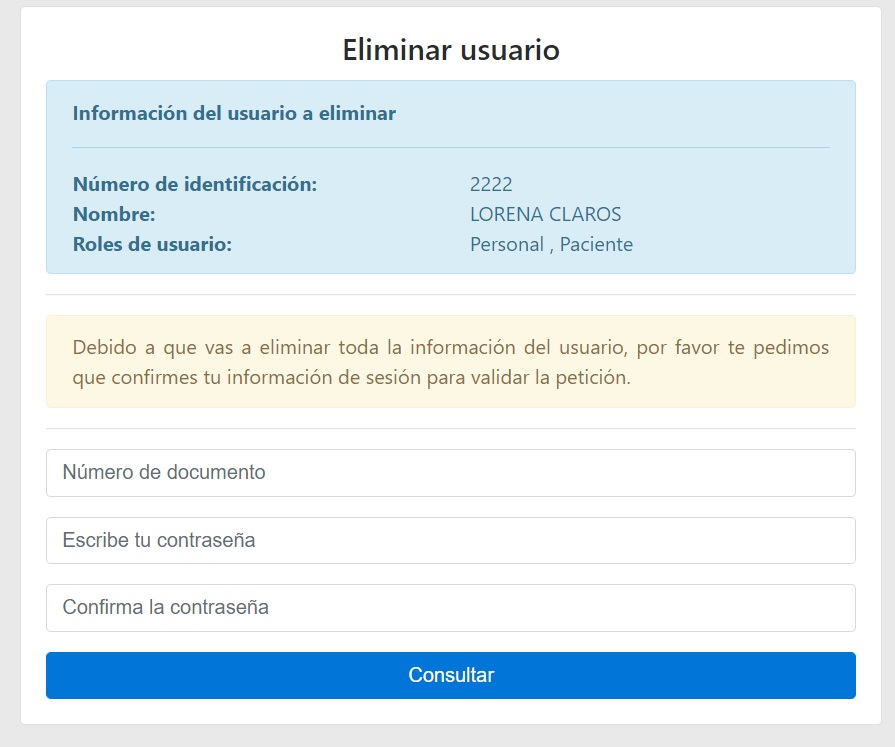 Eliminar usuario
Información del usuario a eliminar
Número de identificación: 2222
Nombre: LORENA CLAROS
Roles de usuario: Personal , Paciente
Debido a que vas a eliminar toda la información del usuario, por favor te pedimos
que confirmes tu información de sesión para validar la petición.
Número de documento
Escribe tu contraseña
Confirma la contraseña
Consultar